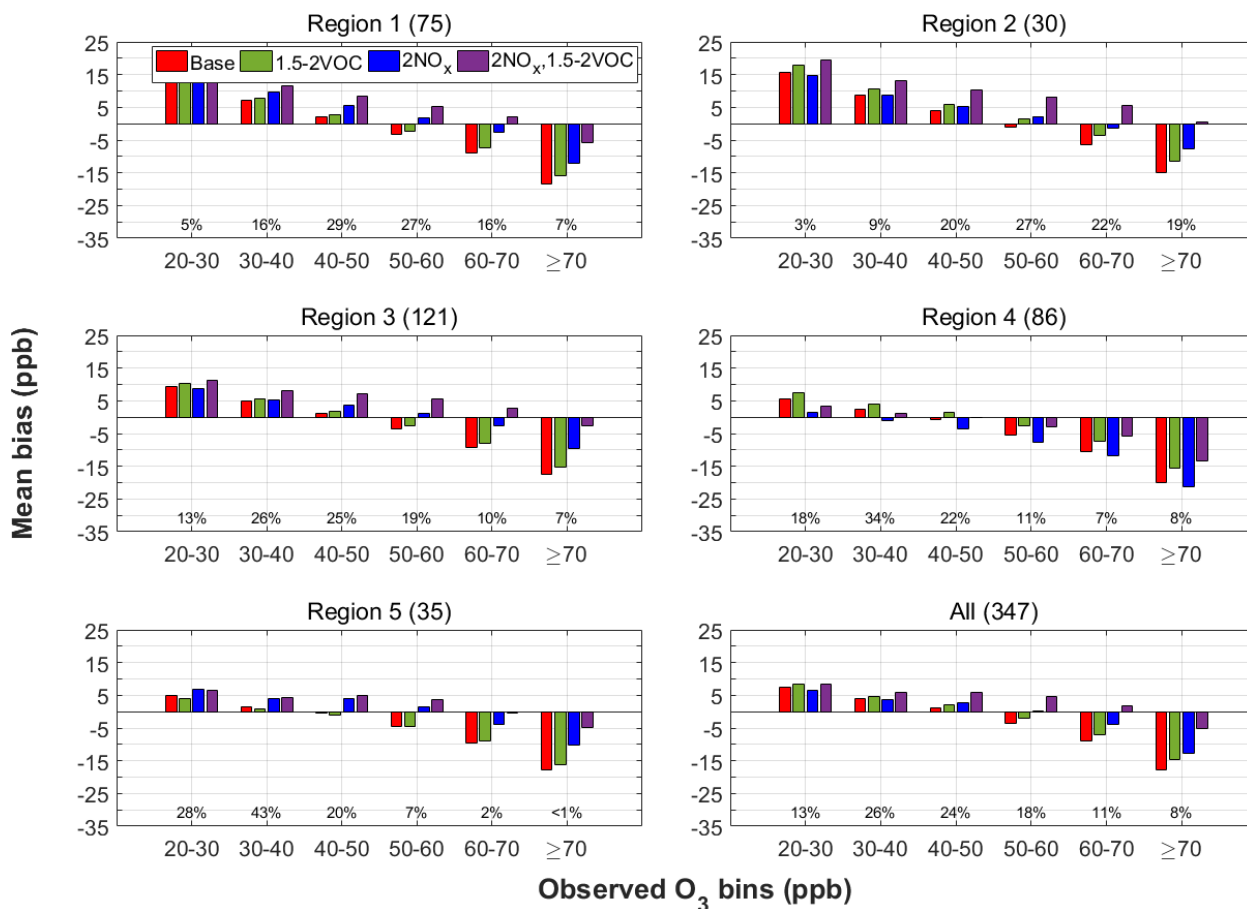 Region 1 (75)
25
15
5
-5
-15
-25
-35
Base 1.5-2VOC 2NOx 2NOx,1.5-2VOC
5% 16% 29% 27% 16% 7%
20-30 30-40 40-50 50-60 60-70 ≥70
Region 2 (30)
25
15
5
-5
-15
-25
-35
3% 9% 20% 27% 22% 19%
20-30 30-40 40-50 50-60 60-70 ≥70
Mean bias (ppb)
Region 3 (121)
25
15
5
-5
-15
-25
-35
13% 26% 25% 19% 10% 7%
20-30 30-40 40-50 50-60 60-70 ≥70
Region 4 (86)
25
15
5
-5
-15
-25
-35
18% 34% 22% 11% 7% 8%
20-30 30-40 40-50 50-60 60-70 ≥70
Region 5 (35)
25
15
5
-5
-15
-25
-35
28% 43% 20% 7% 2% <1%
20-30 30-40 40-50 50-60 60-70 ≥70
All (347)
25
15
5
-5
-15
-25
-35
13% 26% 24% 18% 11% 8%
20-30 30-40 40-50 50-60 60-70 ≥70
Observed O3 bins (ppb)